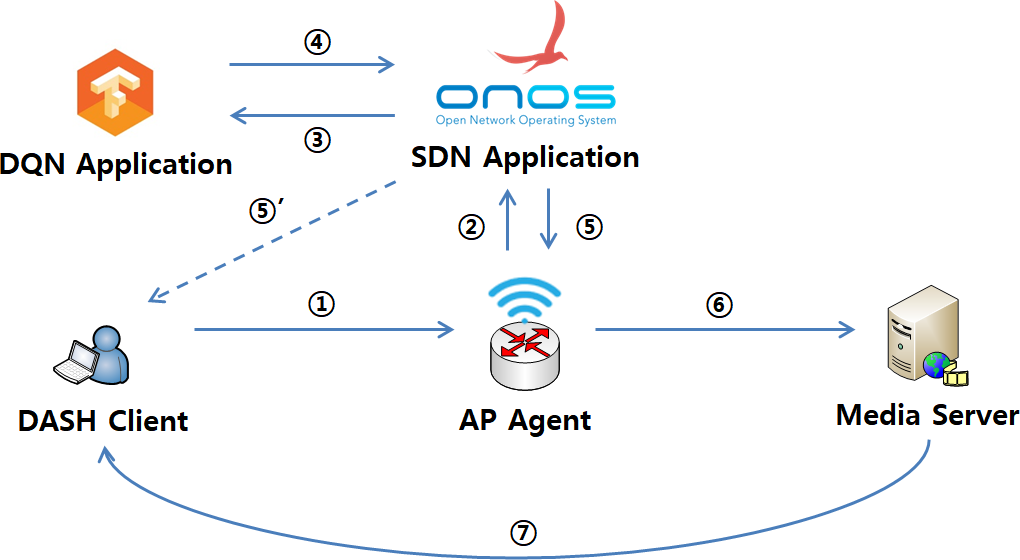 ④
onos
Open Network Operating System
③
DQN Application
SDN Application
⑤′
②
⑤
①
⑥
DASH Client
AP Agent
Media Server
⑦